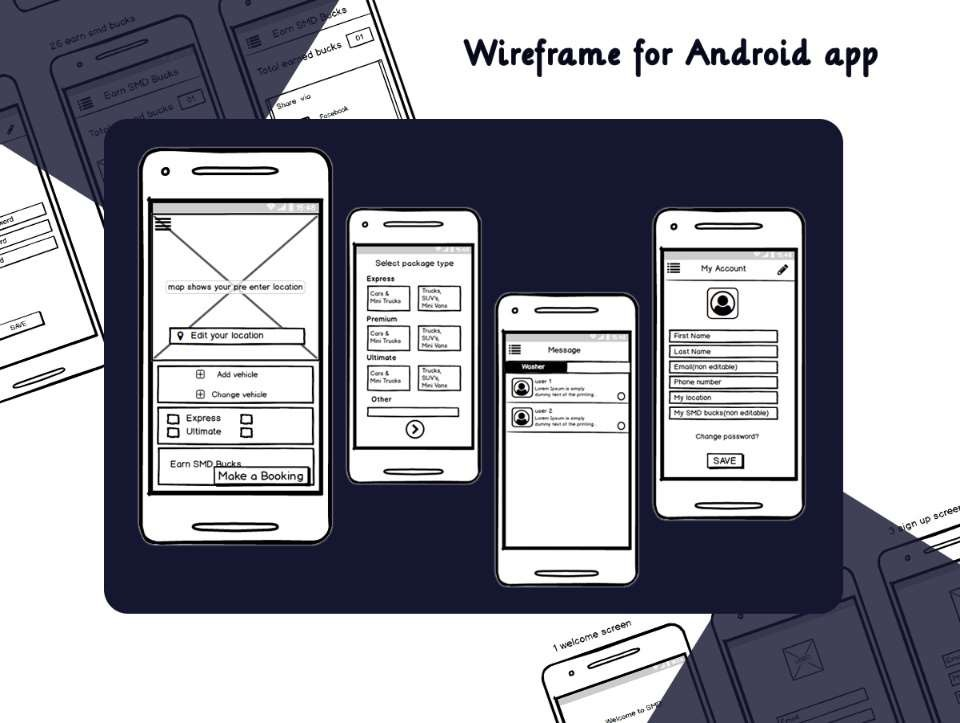 26 earn smd bucks
Earn SMD Bucks
Total
01
Earn SMD Bucks
Total earned bucks
01
Share via
Facebook
SAVE
Wireframe for Android app
map shows your pre enter location
Edit your location
Add vehicle
Change vehicle
Express
Ultimate
Earn SMD Bucks
Make a Booking
Select package type
Express
Cars &
Mini Trucks
Trucks,
SUV's,
Mini Vans
Premium
Cars &
Mini Trucks
Trucks,
SUV's,
Mini Vans
Ultimate
Cars &
Mini Trucks
Trucks,
SUV's,
Mini Vans
Other
Message
Washer
user 1
Lorem Ipsum is simply
dummy text of the printing.
user 2
Lorem Ipsum is simply
dummy text of the printing.
My Account
First Name
Last Name
Email(non editable)
Phone number
My location
My SMD bucks(non editable)
Change password?
SAVE
1 welcome screen
Welcome to SMD
3 sign up screen